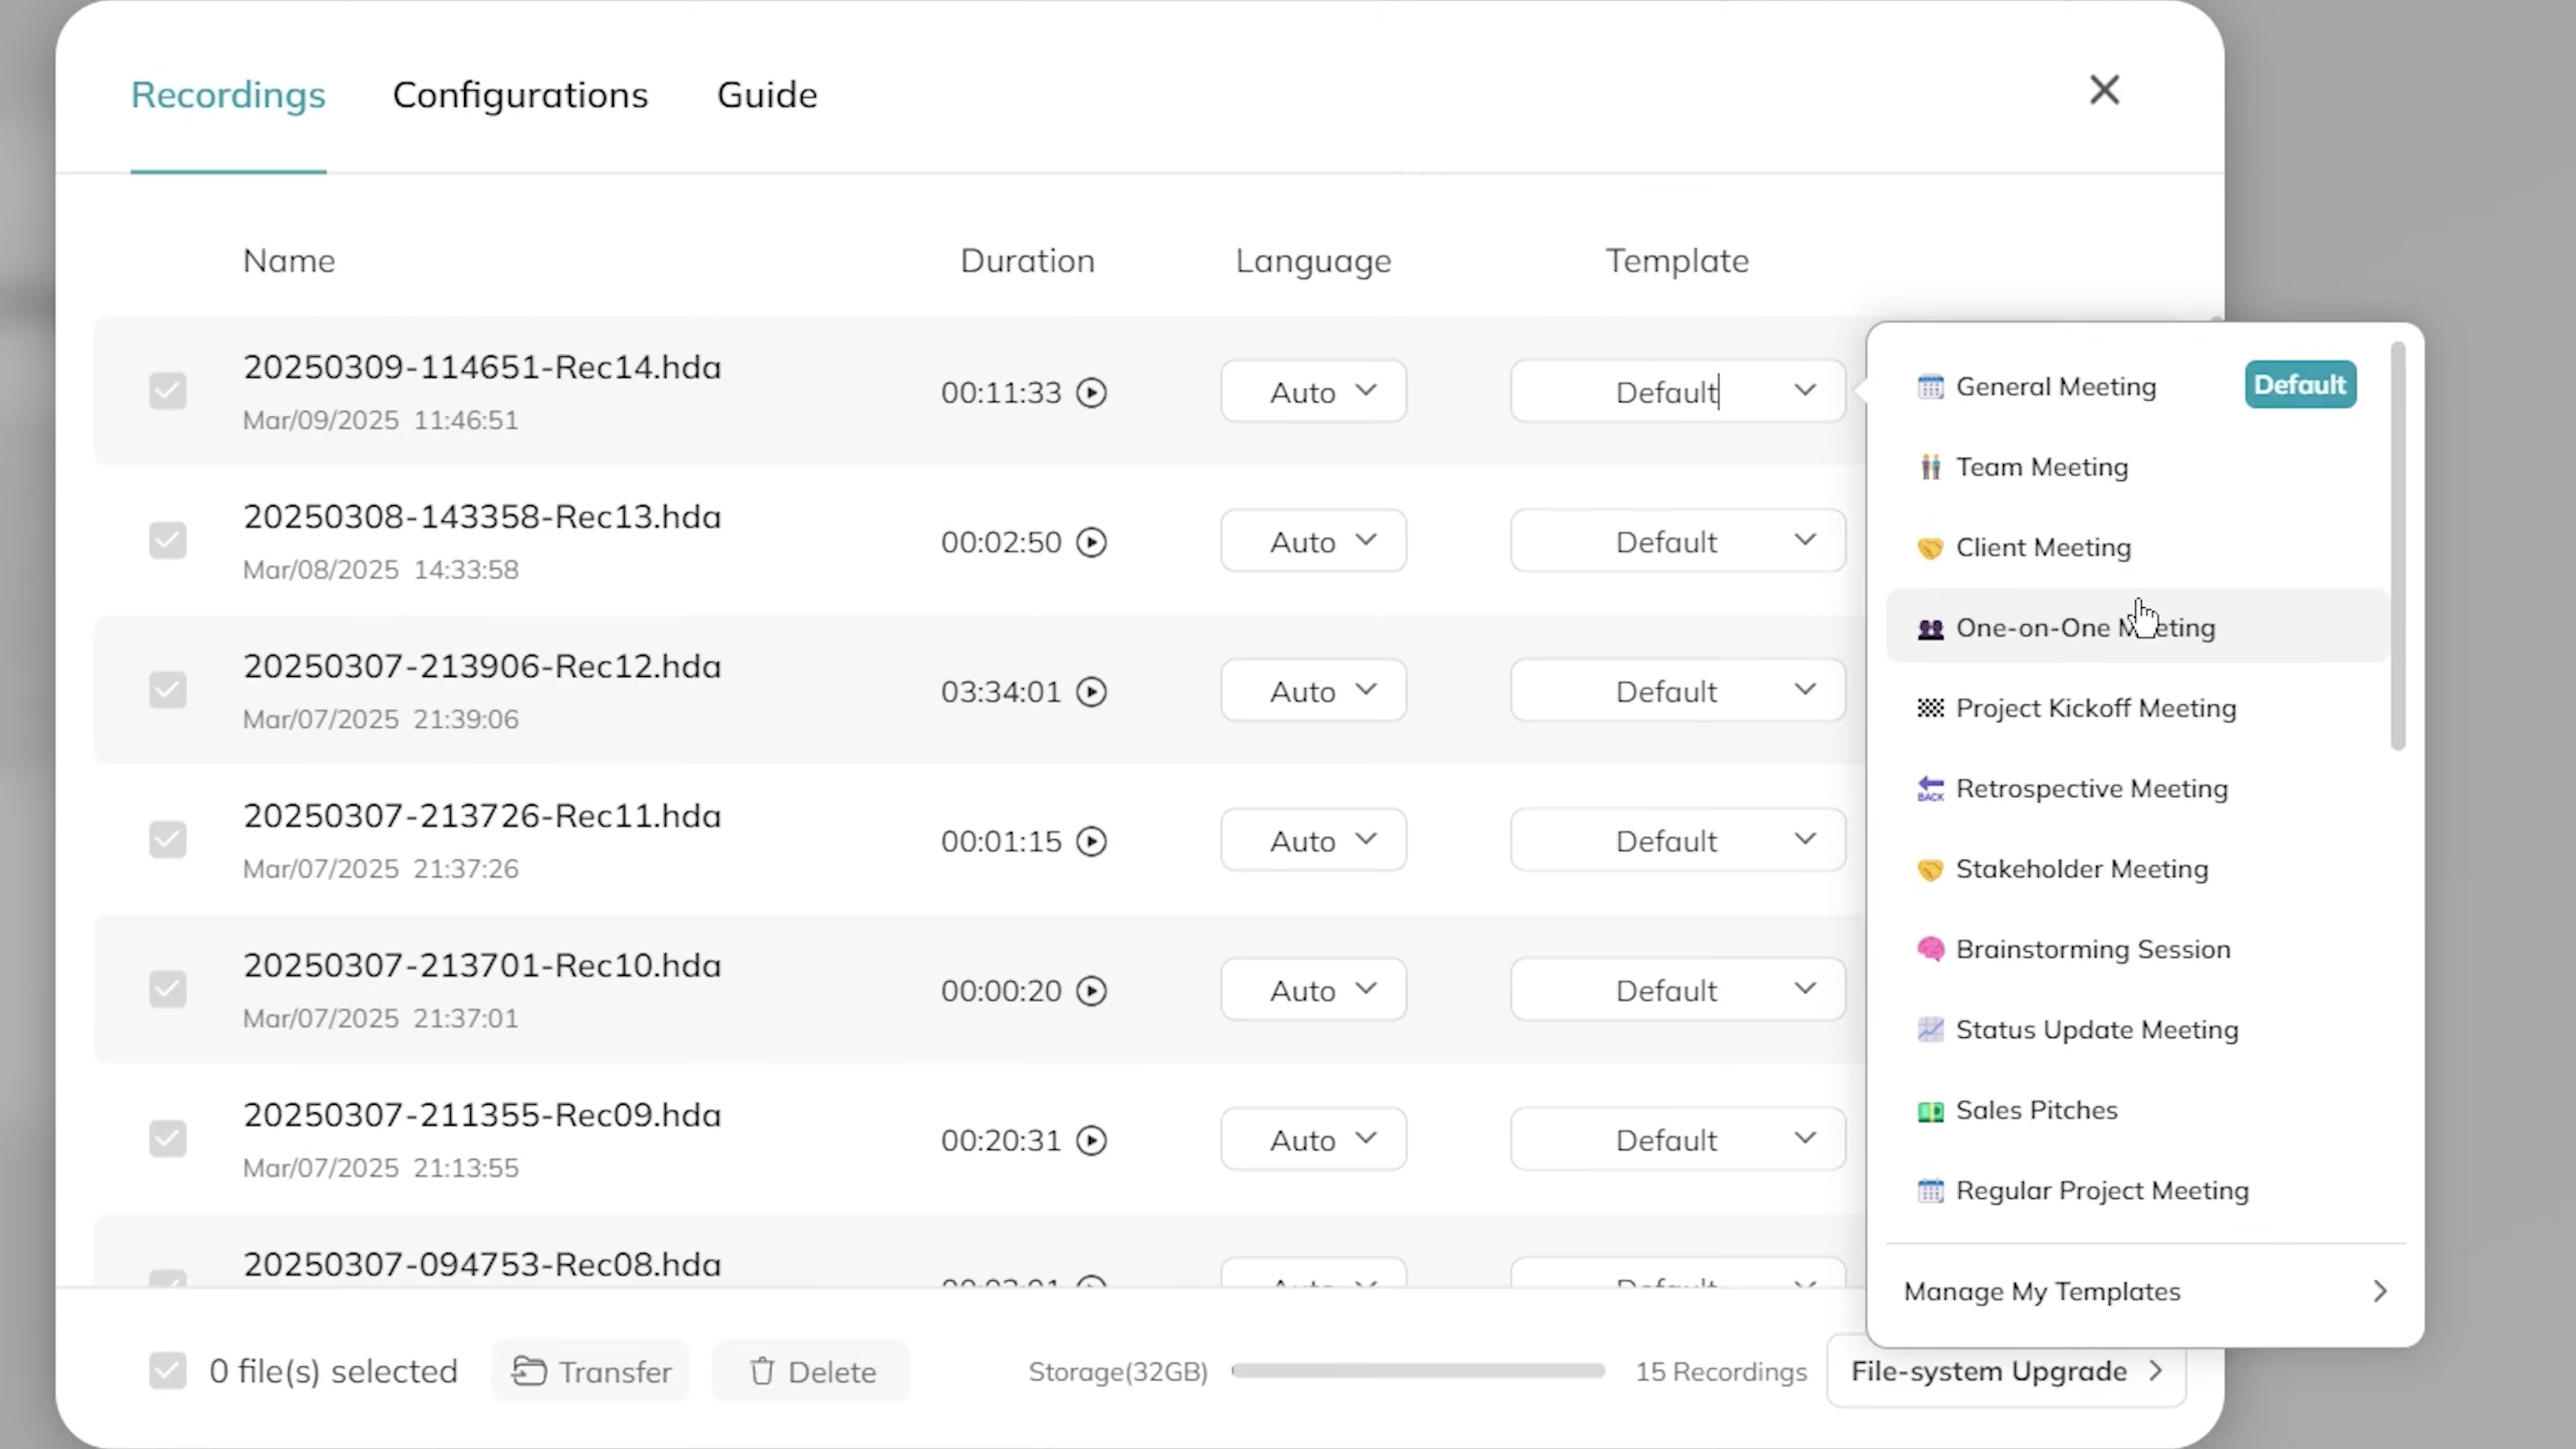 Recordings Configurations Guide
Name Duration Language Template
20250309-114651-Rec14.hda
Mar/09/2025 11:46:51
00:11:33 Auto Default
20250308-143358-Rec13.hda
Mar/08/2025 14:33:58
00:02:50 Auto Default
20250307-213906-Rec12.hda
Mar/07/2025 21:39:06
03:34:01 Auto Default
20250307-213726-Rec11.hda
Mar/07/2025 21:37:26
00:01:15 Auto Default
20250307-213701-Rec10.hda
Mar/07/2025 21:37:01
00:00:20 Auto Default
20250307-211355-Rec09.hda
Mar/07/2025 21:13:55
00:20:31 Auto Default
20250307-094753-Rec08.hda
Auto Default
General Meeting Default
Team Meeting
Client Meeting
One-on-One Meeting
Project Kickoff Meeting
BACK Retrospective Meeting
Stakeholder Meeting
Brainstorming Session
Status Update Meeting
Sales Pitches
Regular Project Meeting
Manage My Templates
0 file(s) selected Transfer Delete Storage(32GB) 15 Recordings File-system Upgrade